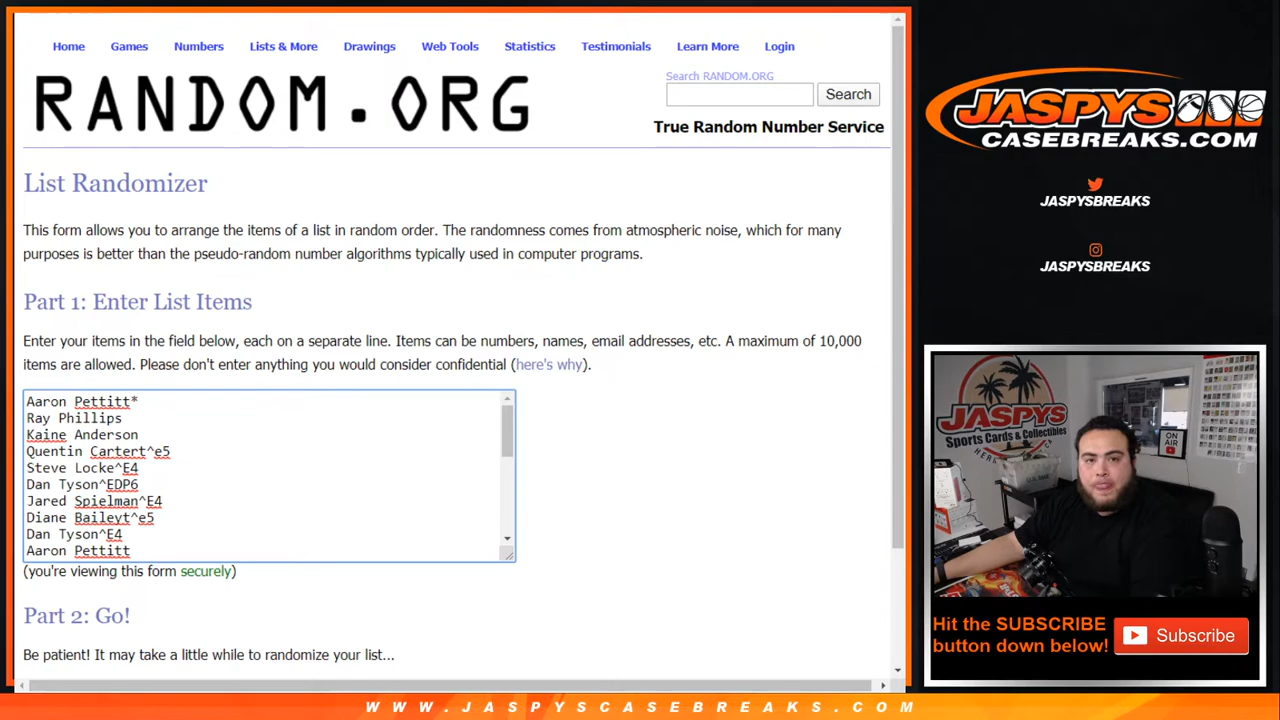 Home Games Numbers Lists & More Drawings Web Tools Statistics Testimonials Learn More Login
RANDOM.ORG
Search RANDOM.ORG
Search
True Random Number Service
List Randomizer
This form allows you to arrange the items of a list in random order. The randomness comes from atmospheric noise, which for many
purposes is better than the pseudo-random number algorithms typically used in computer programs.
Part 1: Enter List Items
Enter your items in the field below, each on a separate line. Items can be numbers, names, email addresses, etc. A maximum of 10,000
items are allowed. Please don't enter anything you would consider confidential (here's why).
Aaron Pettitt*
Ray Phillips
Kaine Anderson
Quentin Cartert^e5
Steve Locke^E4
Dan Tyson^EDP6
Jared Spielman^E4
Diane Baileyt^e5
Dan Tyson^E4
Aaron Pettitt
(you're viewing this form securely)
Part 2: Go!
Be patient! It may take a little while to randomize your list...
JASPYS
CASEBREAKS.COM
JASPYSBREAKS
JASPYSBREAKS
JASPYS
Sports Cards & Collectibles
ON AIR
Hit the SUBSCRIBE
button down below!
Subscribe
WWW.JASPYSCASEBREAKS.COM